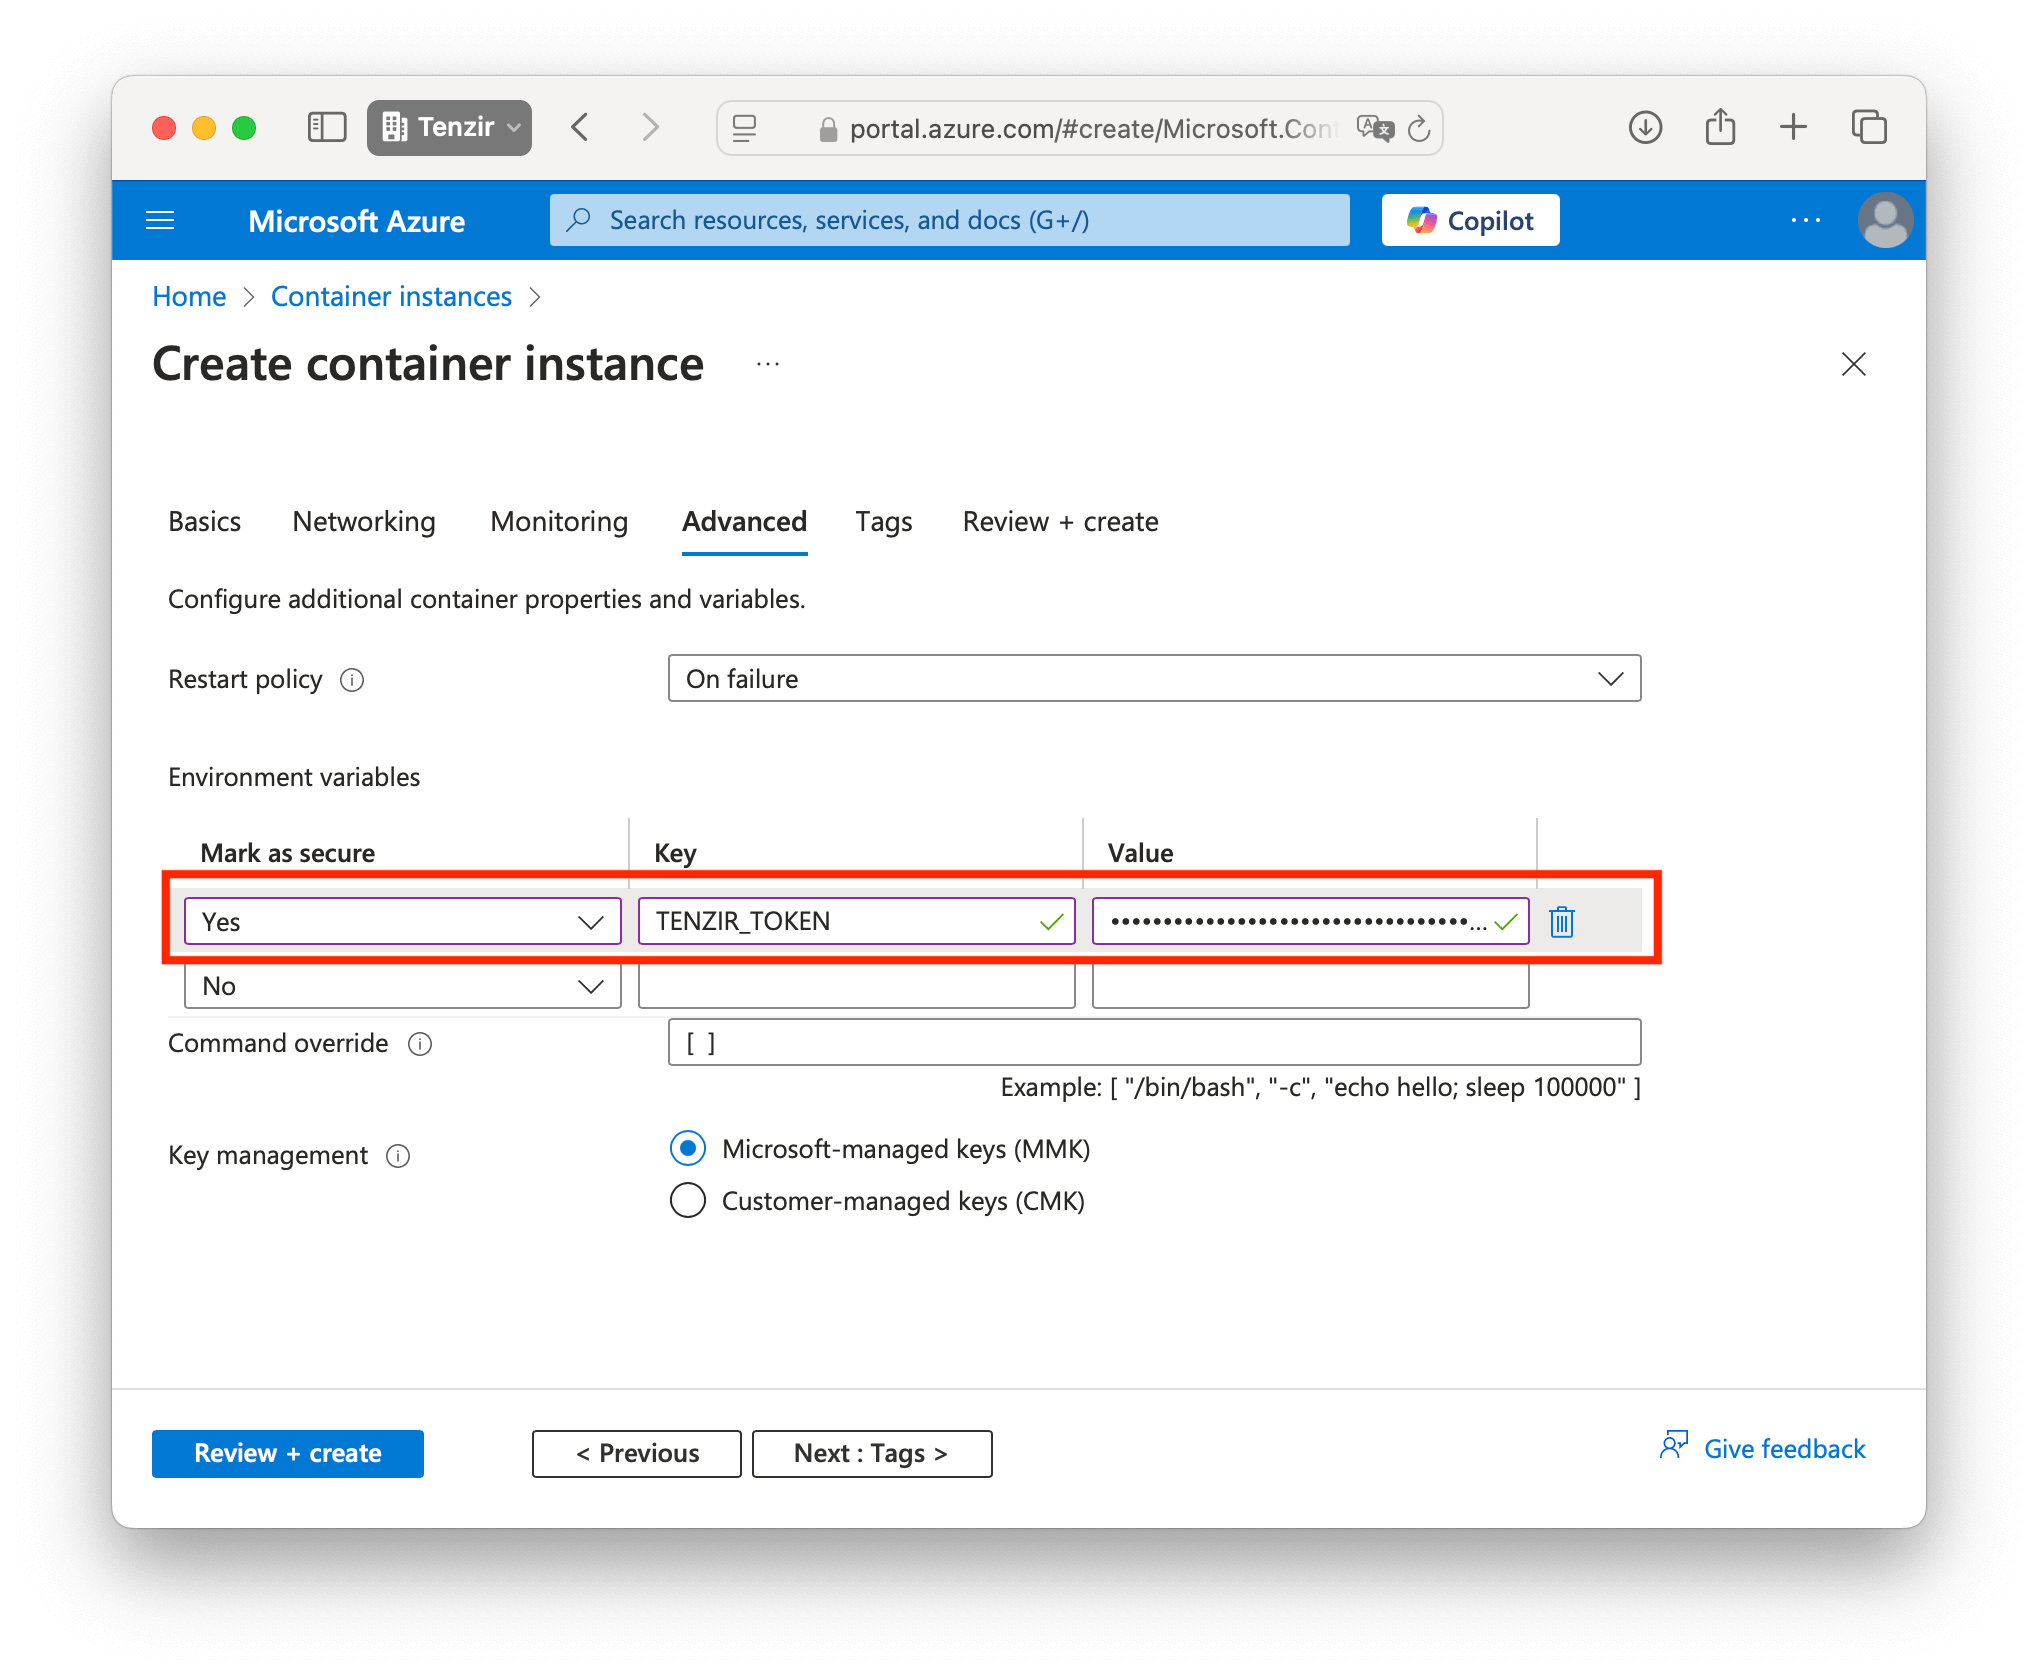 Tenzir
portal.azure.com/#create/Microsoft.Con
Microsoft Azure
Search resources, services, and docs (G+/)
Copilot
...
Home > Container instances >
Create container instance ...
Basics Networking Monitoring Advanced Tags Review + create
Configure additional container properties and variables.
Restart policy
On failure
Environment variables
Mark as secure Key Value
Yes TENZIR_TOKEN ••••••••••••••••••••••••••••••••••...
No
Command override
[ ]
Example: [ "/bin/bash", "-c", "echo hello; sleep 100000" ]
Key management
Microsoft-managed keys (MMK)
Customer-managed keys (CMK)
Review + create
< Previous
Next : Tags >
Give feedback